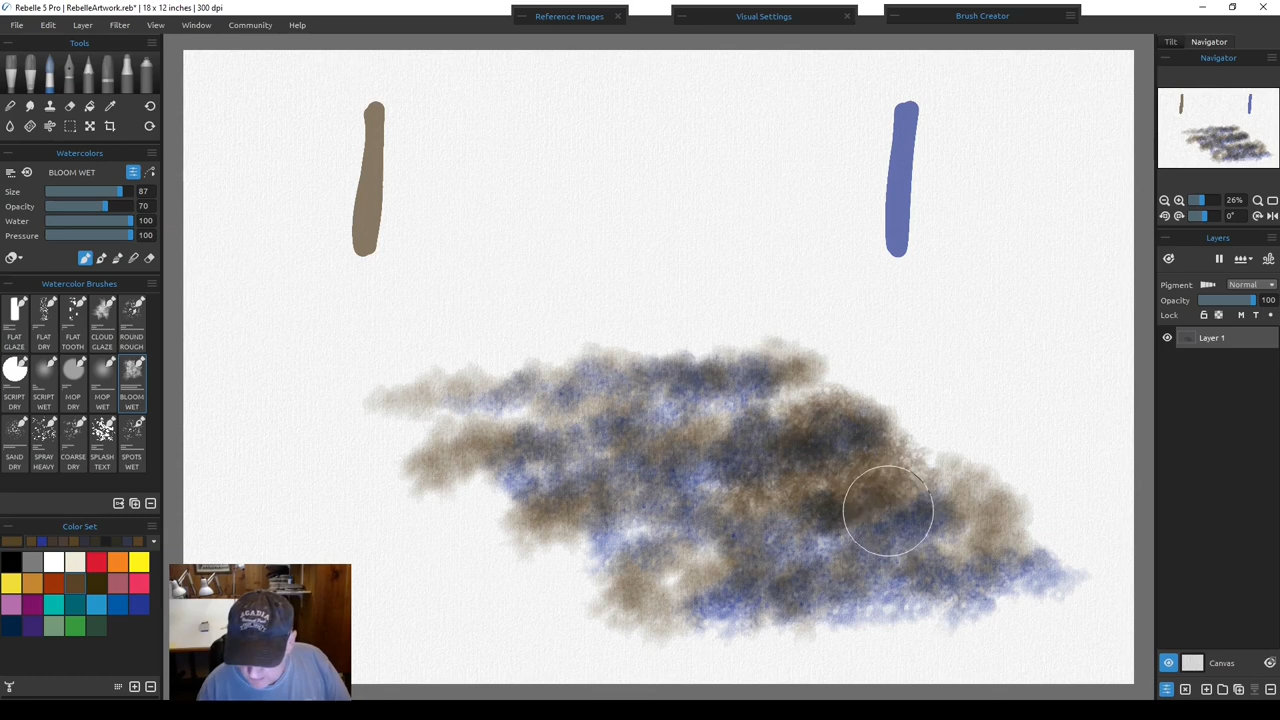 Rebelle 5 Pro | RebelleArtwork.reb* | 18 x 12 inches | 300 dpi
Reference Images
Visual Settings
Brush Creator
File Edit Layer Filter View Window Community Help
Tools
Tilt Navigator
Navigator
26%
0°
Watercolors
BLOOM WET
Size 87
Opacity 70
Water 100
Pressure 100
Layers
Pigment: Normal
Opacity 100
Lock M T
Layer 1
Watercolor Brushes
FLAT GLAZE
FLAT DRY
FLAT TOOTH
CLOUD GLAZE
ROUND ROUGH
SCRIPT DRY
SCRIPT WET
MOP DRY
MOP WET
BLOOM WET
SAND DRY
SPRAY HEAVY
COARSE DRY
SPLASH TEXT
SPOTS WET
Color Set
ACADIA
Canvas